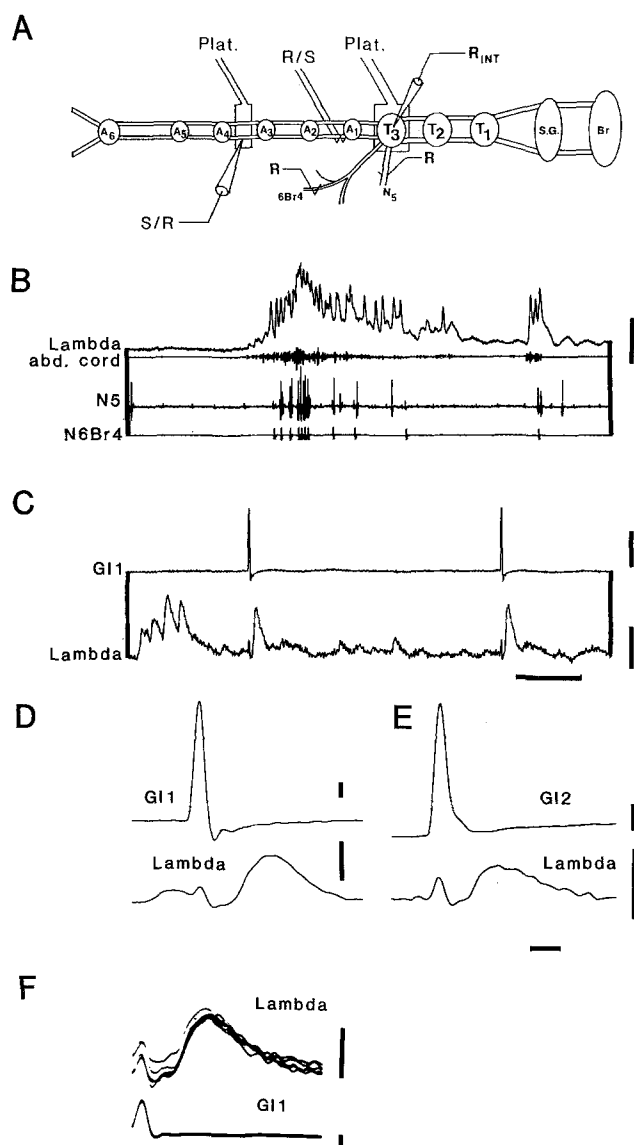 A
Plat.
R/S
Plat.
R_INT
A6
A5
A4
A3
A2
A1
T3
T2
T1
S.G.
Br
R
6Br4
R
N5
S/R
B
Lambda
abd. cord
N5
N6Br4
C
GI1
Lambda
D
GI1
Lambda
E
GI2
Lambda
F
Lambda
GI1